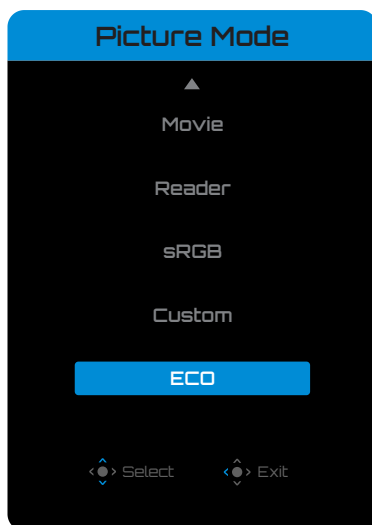 Picture Mode
Movie
Reader
sRGB
Custom
ECO
Select Exit